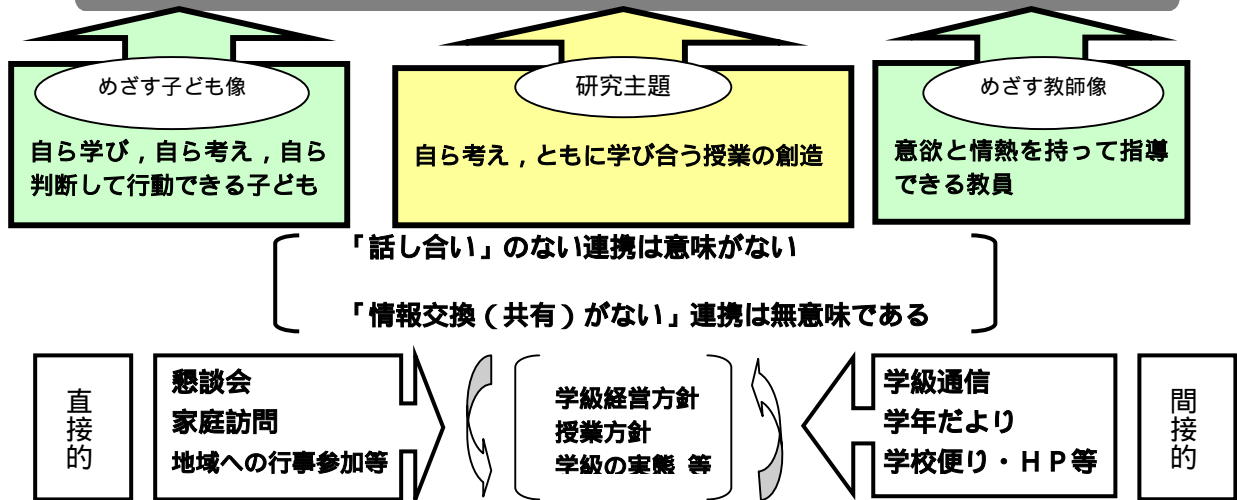 めざす子ども像
自ら学び，自ら考え，自ら
判断して行動できる子ども
研究主題
自ら考え，ともに学び合う授業の創造
めざす教師像
意欲と情熱を持って指導
できる教員
「話し合い」のない連携は意味がない
「情報交換（共有）がない」連携は無意味である
直接的
懇談会
家庭訪問
地域への行事参加等
学級経営方針
授業方針
学級の実態 等
学級通信
学年だより
学校便り・ＨＰ等
間接的